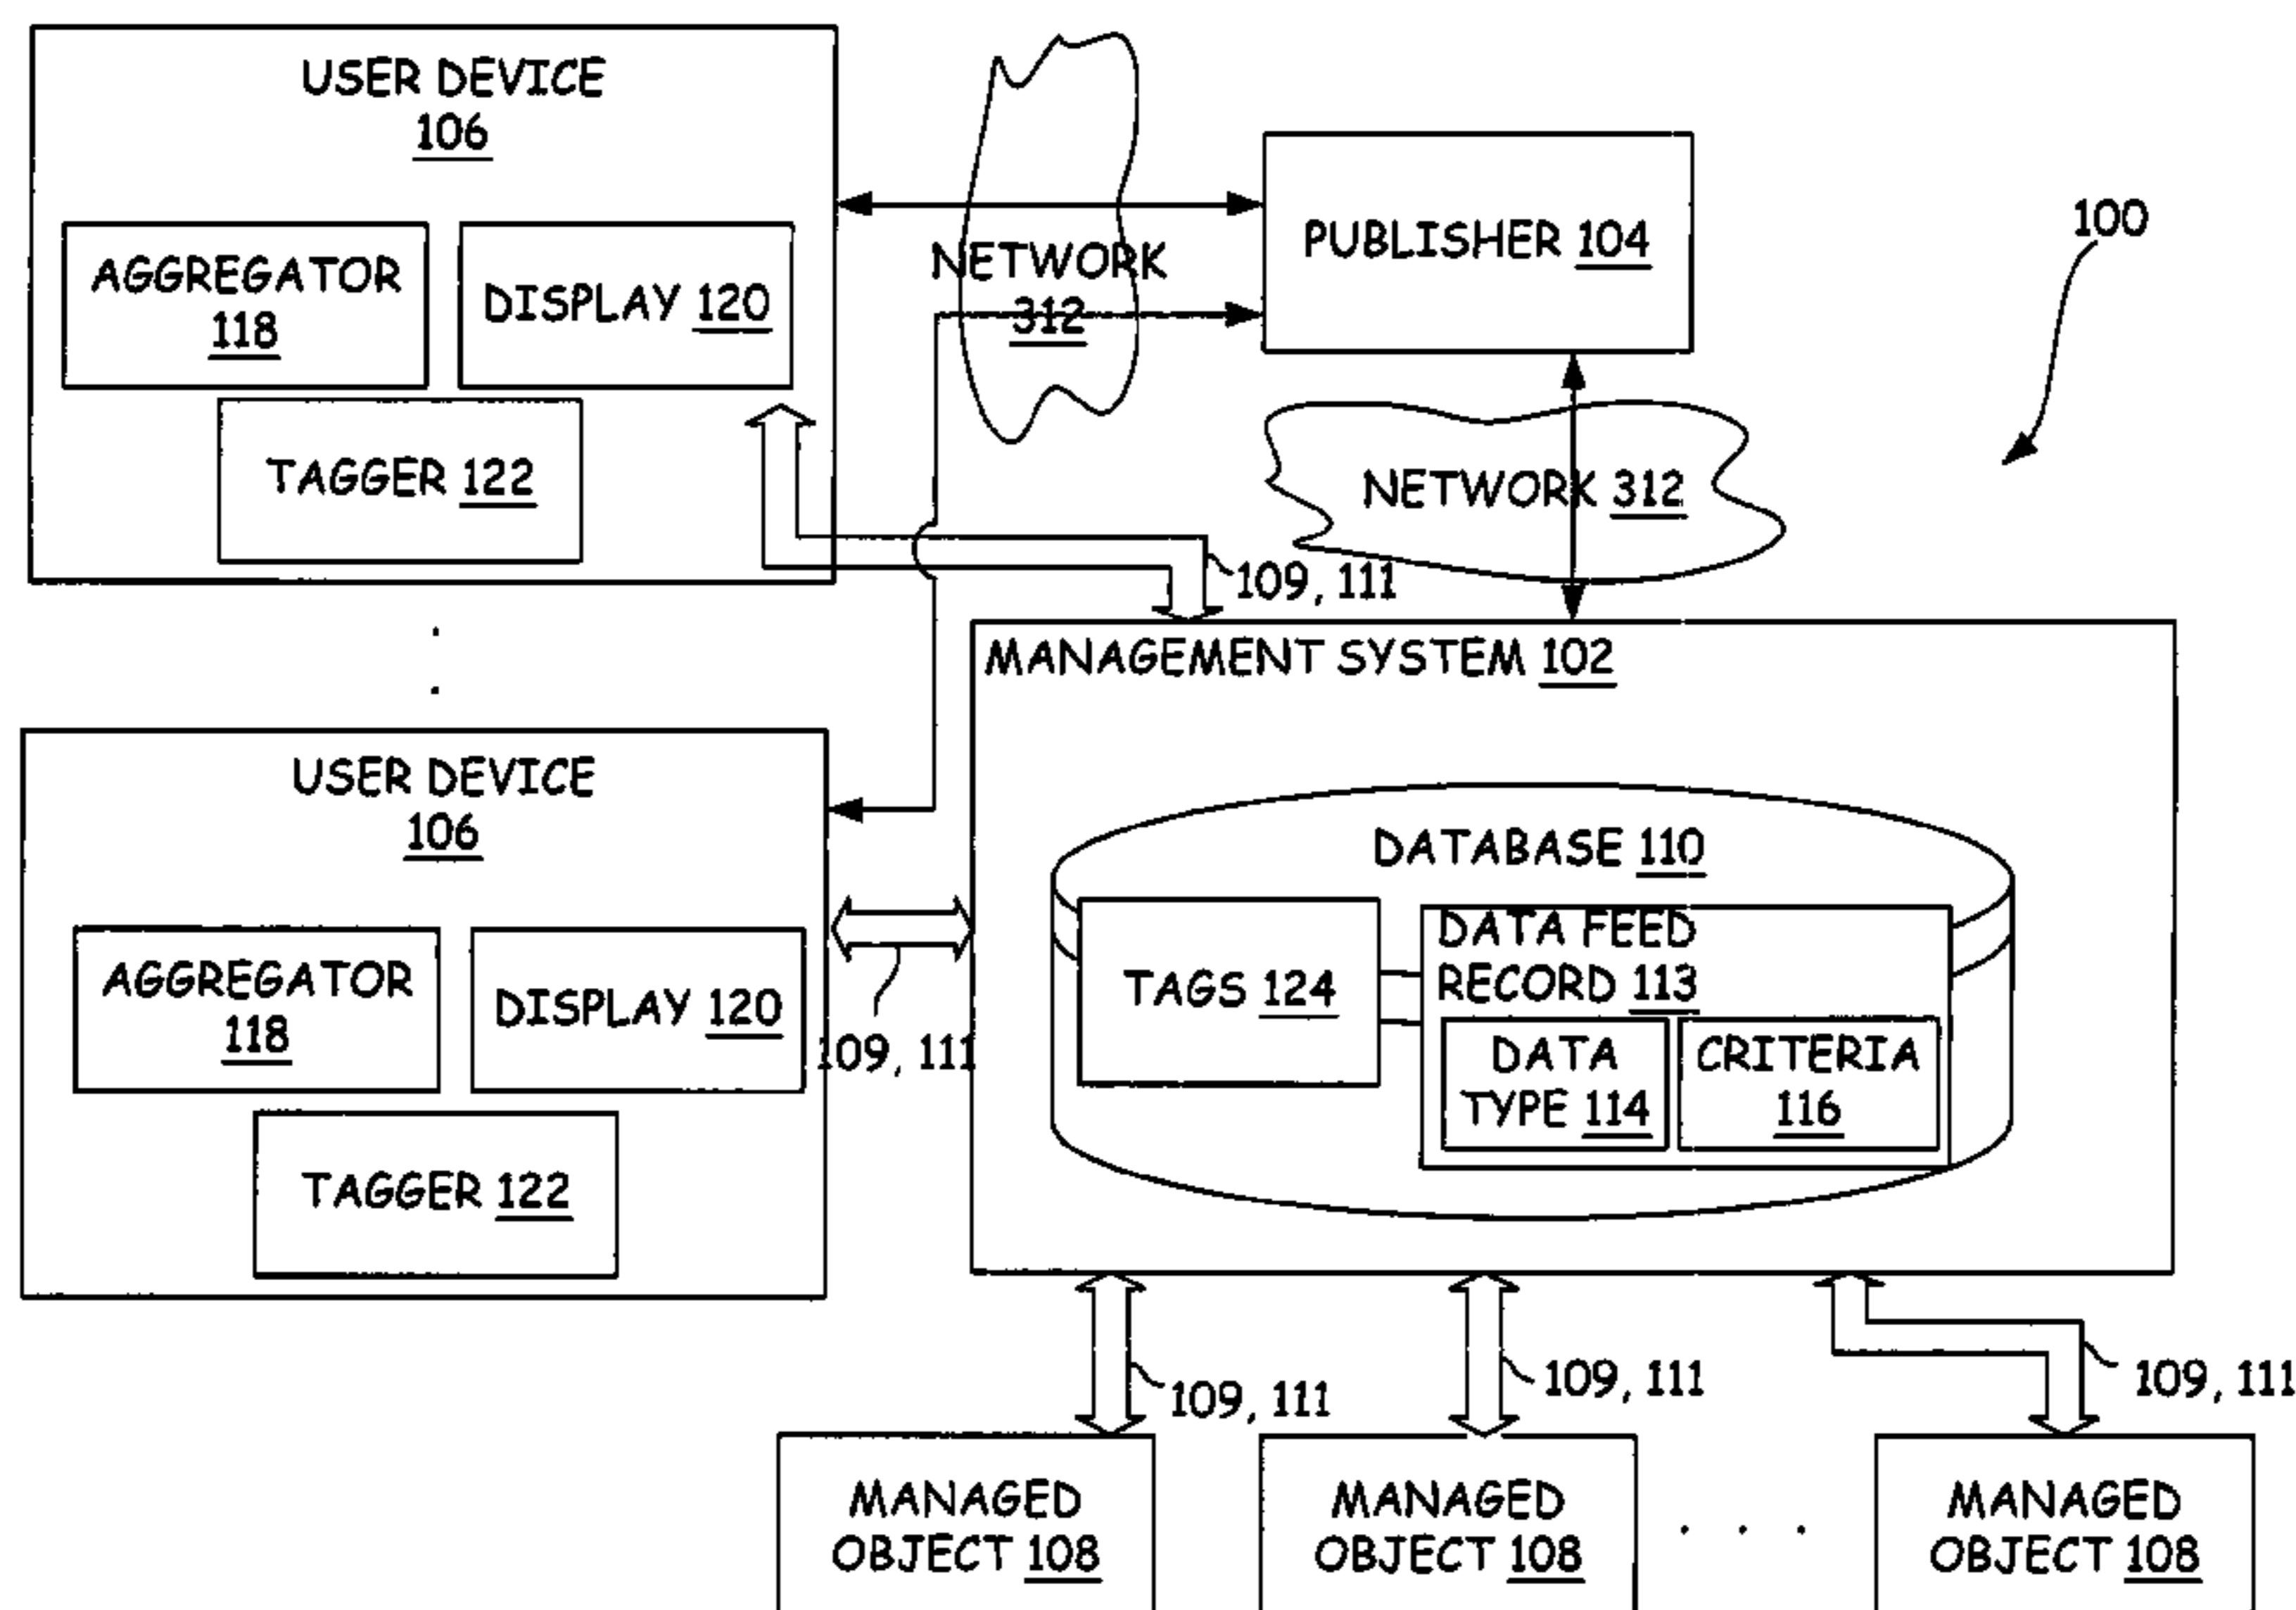 USER DEVICE
106
AGGREGATOR
118
DISPLAY 120
TAGGER 122
NETWORK
312
PUBLISHER 104
100
NETWORK 312
109, 111
MANAGEMENT SYSTEM 102
USER DEVICE
106
AGGREGATOR
118
DISPLAY 120
TAGGER 122
109, 111
DATABASE 110
TAGS 124
DATA FEED
RECORD 113
DATA
TYPE 114
CRITERIA
116
109, 111
109, 111
109, 111
MANAGED
OBJECT 108
MANAGED
OBJECT 108
MANAGED
OBJECT 108